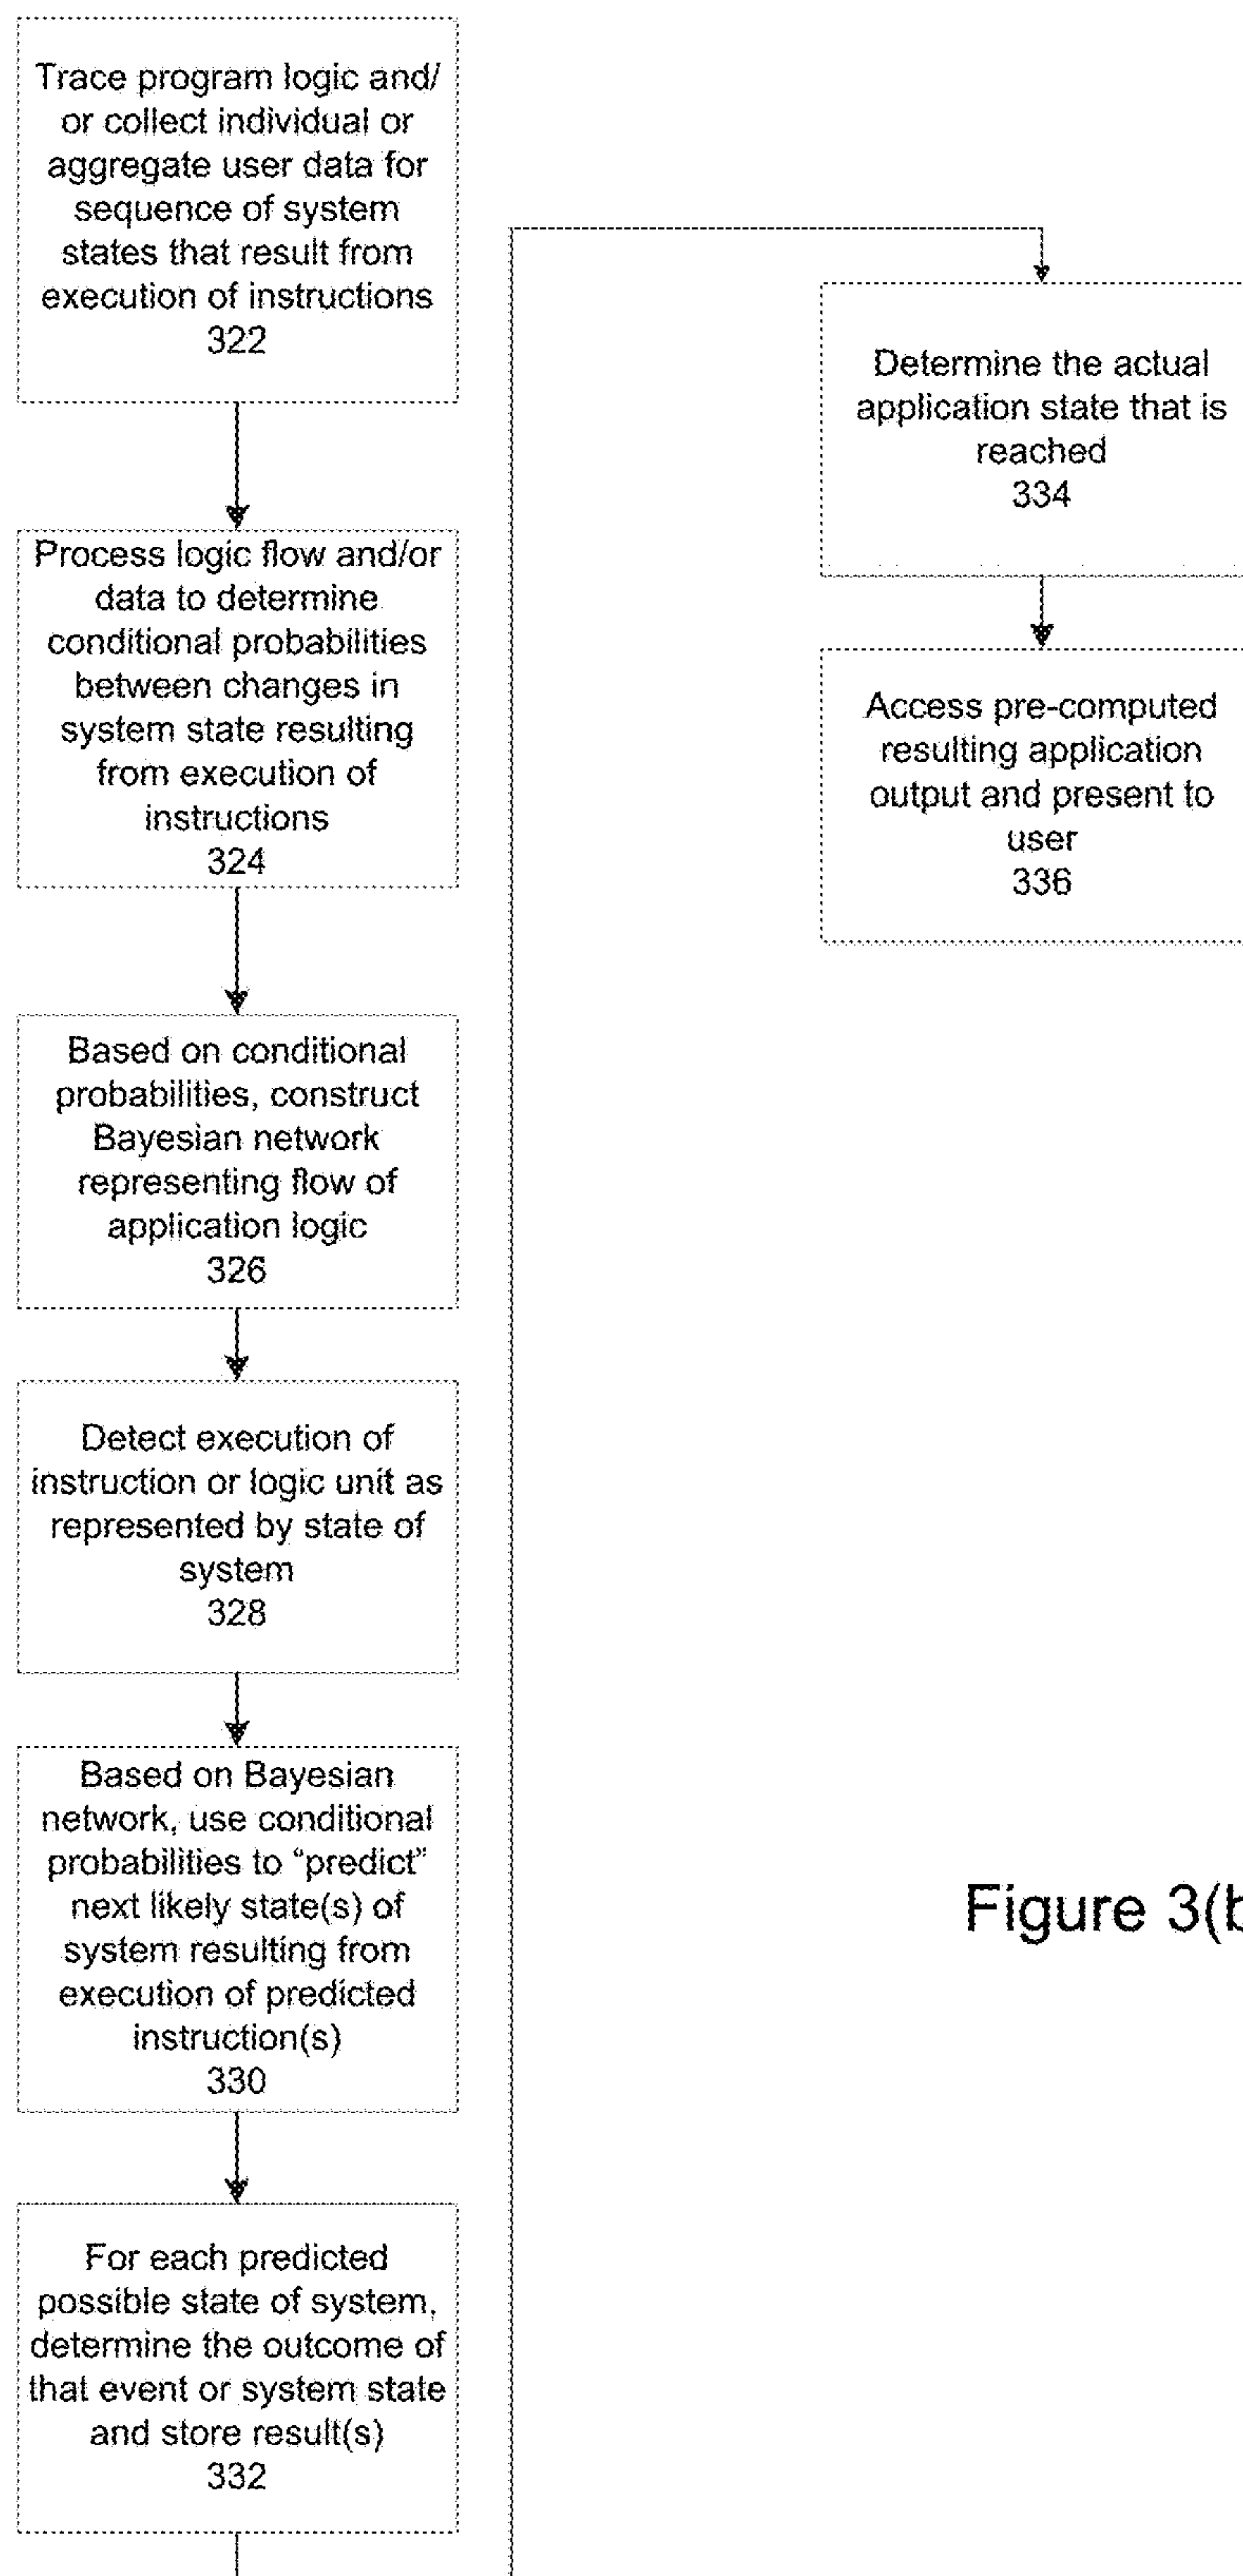 Trace program logic and/
or collect individual or
aggregate user data for
sequence of system
states that result from
execution of instructions
322
Process logic flow and/or
data to determine
conditional probabilities
between changes in
system state resulting
from execution of
instructions
324
Based on conditional
probabilities, construct
Bayesian network
representing flow of
application logic
326
Detect execution of
instruction or logic unit as
represented by state of
system
328
Based on Bayesian
network, use conditional
probabilities to “predict”
next likely state(s) of
system resulting from
execution of predicted
instruction(s)
330
For each predicted
possible state of system,
determine the outcome of
that event or system state
and store result(s)
332
Determine the actual
application state that is
reached
334
Access pre-computed
resulting application
output and present to
user
336
Figure 3(b